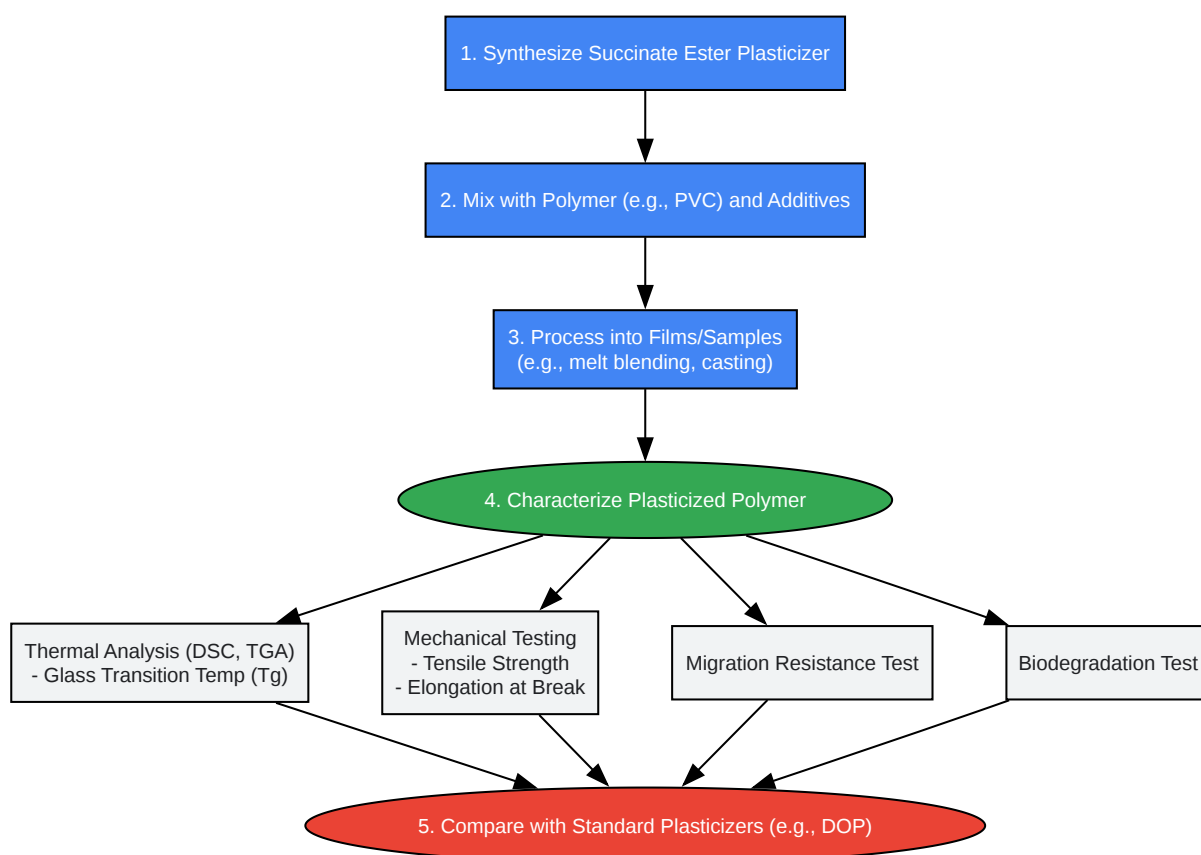 1. Synthesize Succinate Ester Plasticizer
2. Mix with Polymer (e.g., PVC) and Additives
3. Process into Films/Samples
(e.g., melt blending, casting)
4. Characterize Plasticized Polymer
Thermal Analysis (DSC, TGA)
- Glass Transition Temp (Tg)
Mechanical Testing
- Tensile Strength
- Elongation at Break
Migration Resistance Test
Biodegradation Test
5. Compare with Standard Plasticizers (e.g., DOP)